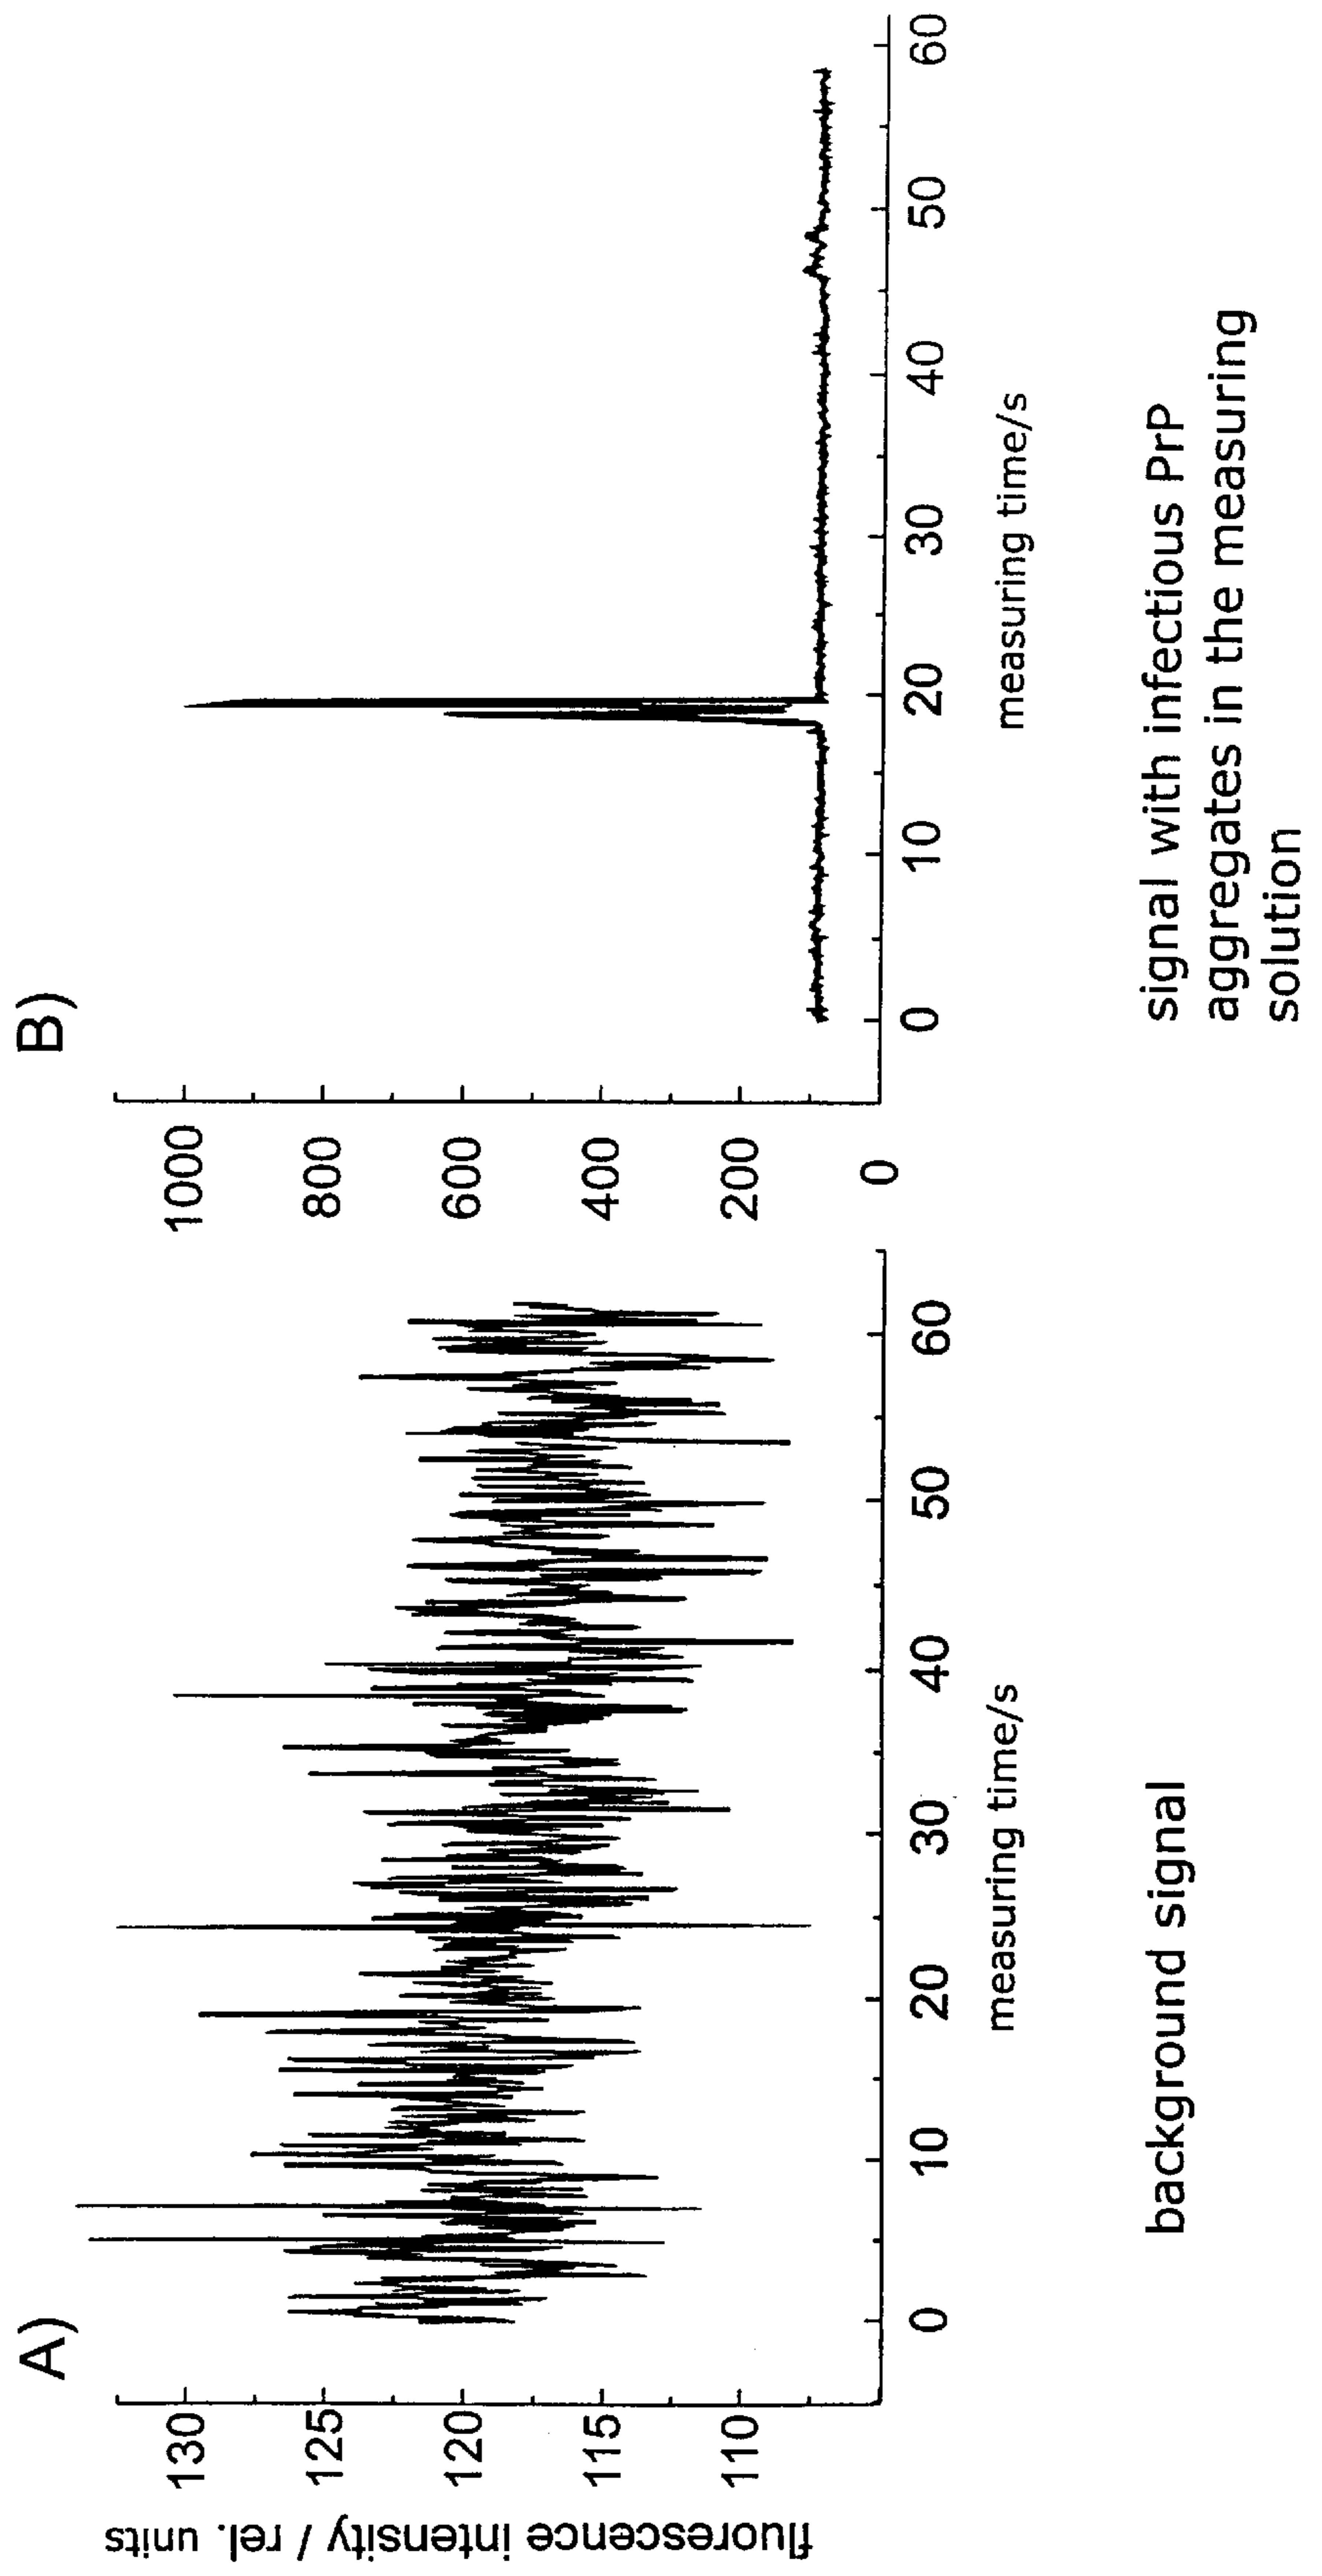 A)
fluorescence intensity / rel. units
130
125
120
115
110
0
10
20
30
40
50
60
measuring time/s
background signal
B)
1000
800
600
400
200
0
0
10
20
30
40
50
60
measuring time/s
signal with infectious PrP
aggregates in the measuring
solution